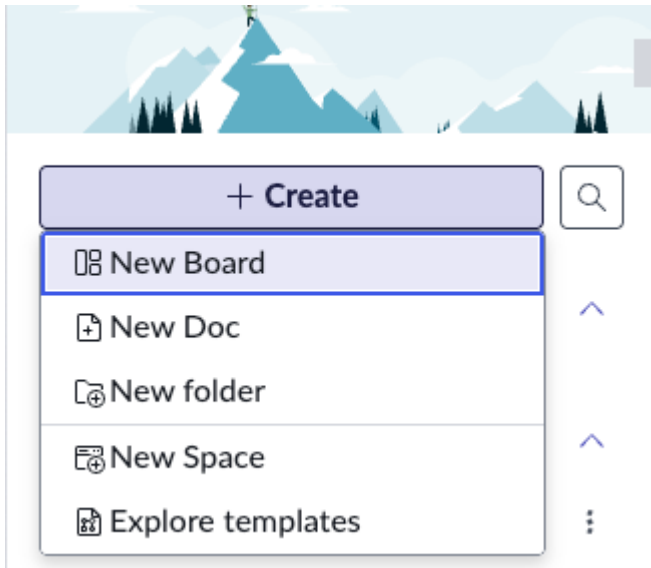 + Create
New Board
New Doc
New folder
New Space
Explore templates